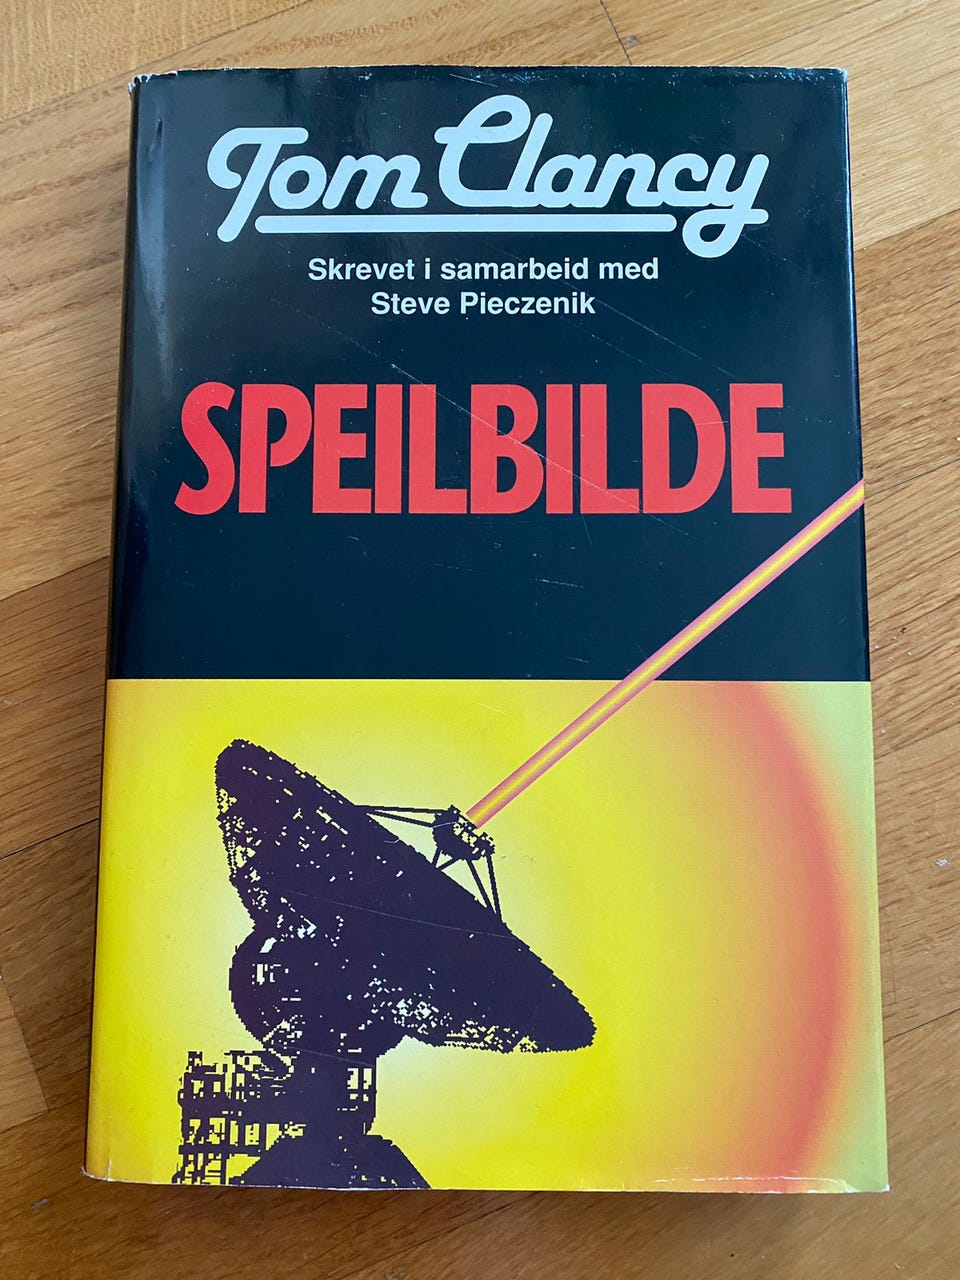 Tom Clancy
Skrevet i samarbeid med
Steve Pieczenik
SPEILBILDE